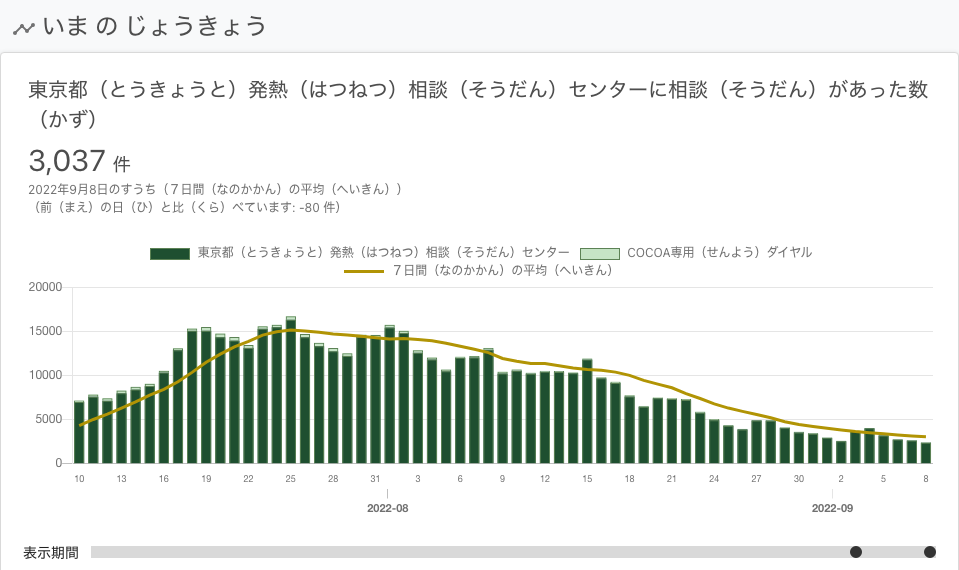 いま の じょうきょう
東京都（とうきょうと）発熱（はつねつ）相談（そうだん）センターに相談（そうだん）があった数
（かず）
3,037 件
2022年9月8日のすうち（７日間（なのかかん）の平均（へいきん））
（前（まえ）の日（ひ）と比（くら）べています: -80 件）
東京都（とうきょうと）発熱（はつねつ）相談（そうだん）センター COCOA専用（せんよう）ダイヤル
７日間（なのかかん）の平均（へいきん）
20000
15000
10000
5000
0
10 13 16 19 22 25 28 31 3 6 9 12 15 18 21 24 27 30 2 5 8
2022-08 2022-09
表示期間